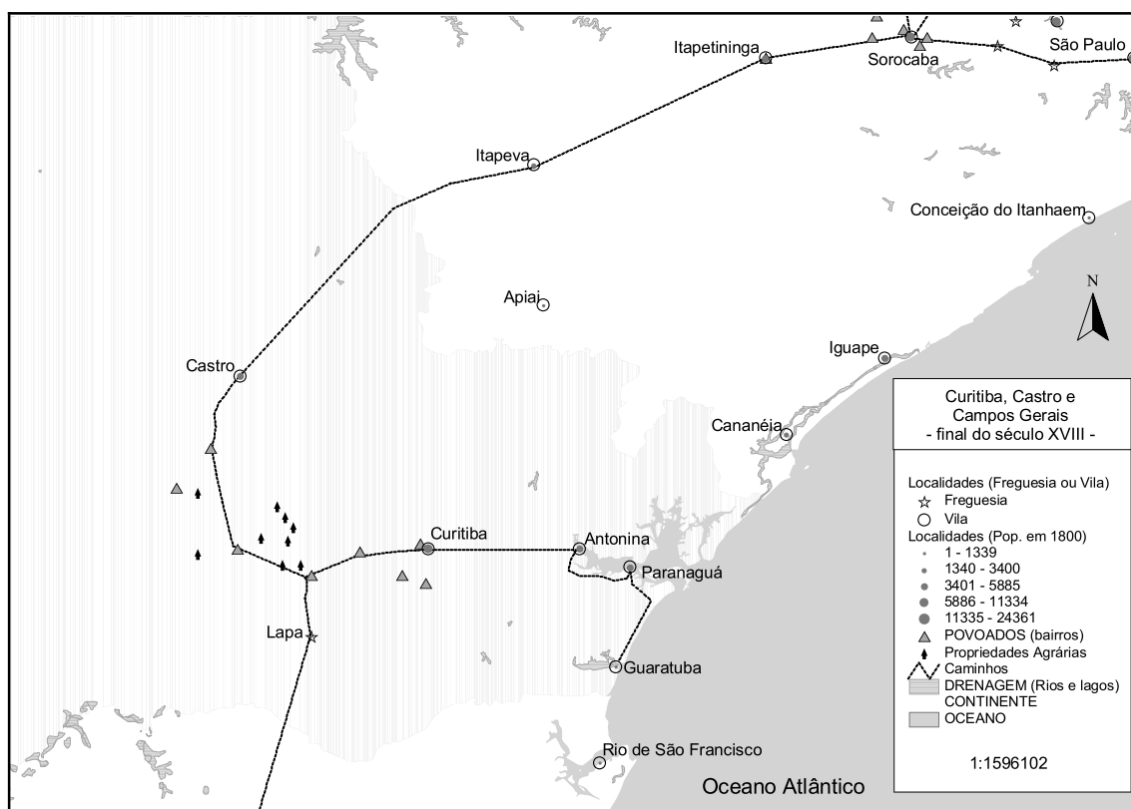 Itapetininga
Sorocaba
São Paulo
Itapeva
Conceição do Itanhaem
Apiai
N
Castro
Iguape
Cananéia
Curitiba
Antonina
Paranaguá
Lapa
Guaratuba
Rio de São Francisco
Oceano Atlântico
Curitiba, Castro e
Campos Gerais
- final do século XVIII -
Localidades (Freguesia ou Vila)
Freguesia
Vila
Localidades (Pop. em 1800)
1 - 1339
1340 - 3400
3401 - 5885
5886 - 11334
11335 - 24361
POVOADOS (bairros)
Propriedades Agrárias
Caminhos
DRENAGEM (Rios e lagos)
CONTINENTE
OCEANO
1:1596102